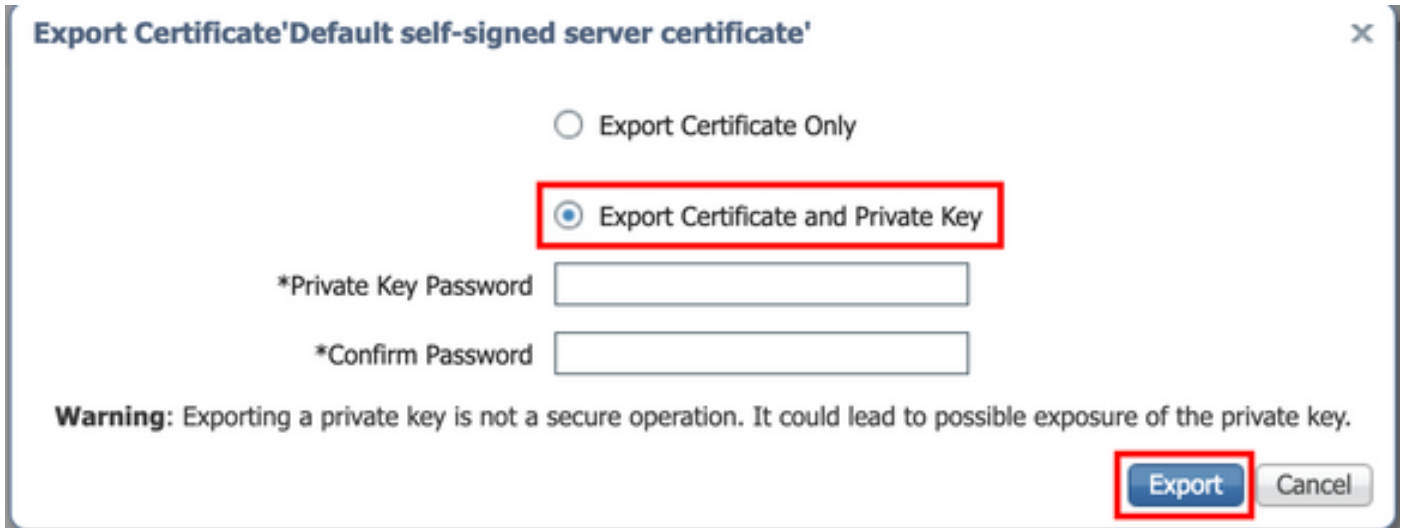 Export Certificate'Default self-signed server certificate'
Export Certificate Only
Export Certificate and Private Key
*Private Key Password
*Confirm Password
Warning: Exporting a private key is not a secure operation. It could lead to possible exposure of the private key.
Export Cancel